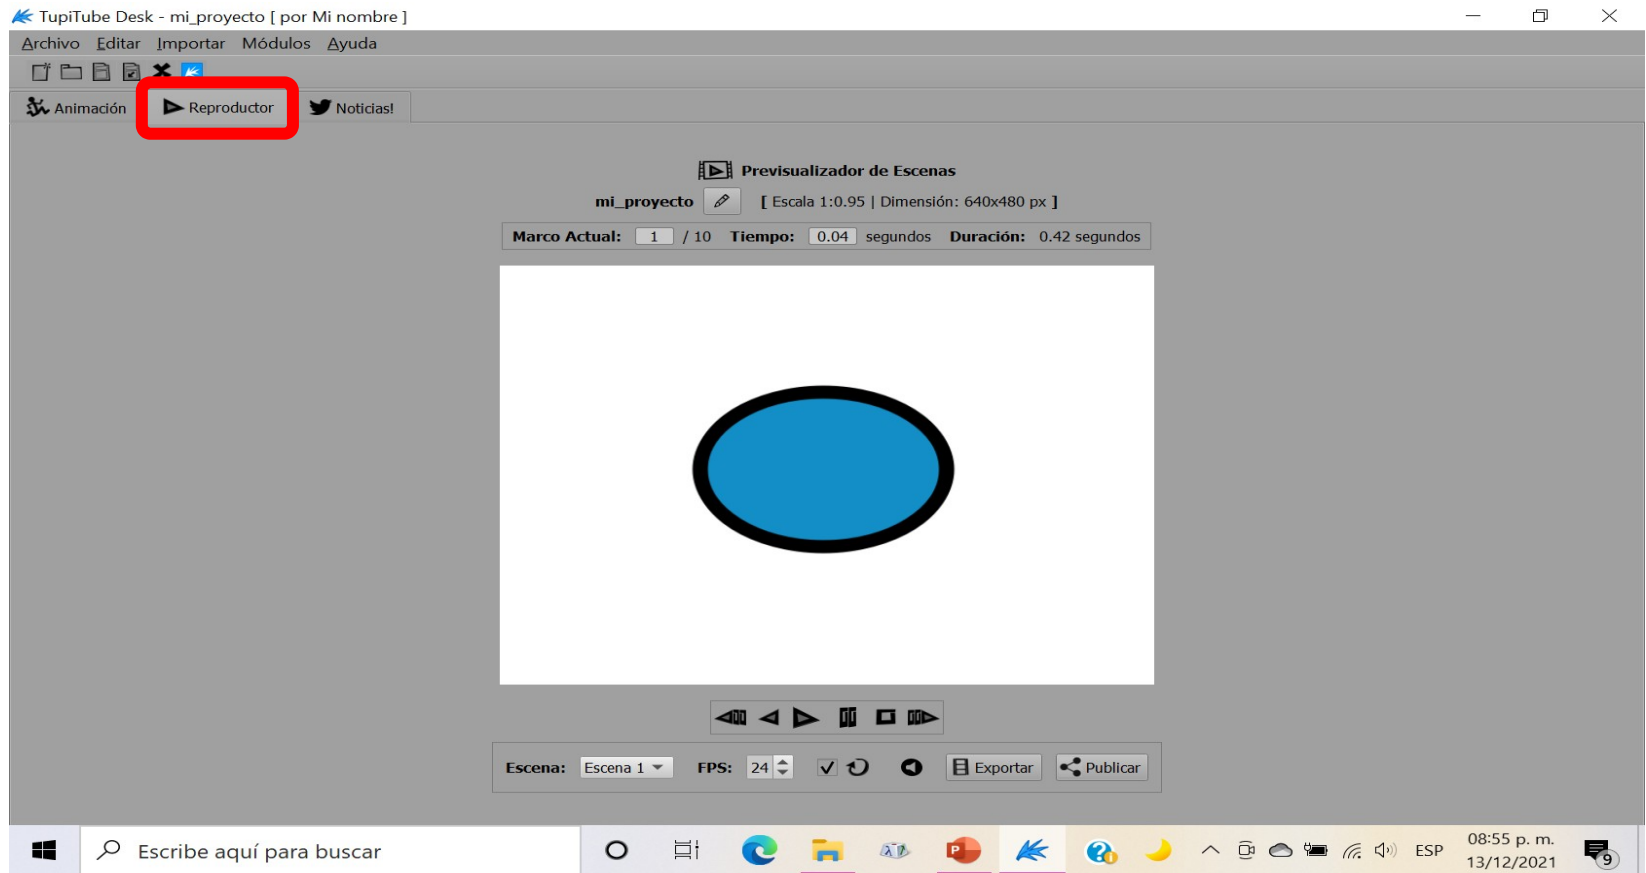 TupiTube Desk - mi_proyecto [ por Mi nombre ]
Archivo Editar Importar Módulos Ayuda
Animación Reproductor Noticias!
Previsualizador de Escenas
mi_proyecto [ Escala 1:0.95 | Dimensión: 640x480 px ]
Marco Actual: 1 / 10 Tiempo: 0.04 segundos Duración: 0.42 segundos
Escena: Escena 1 FPS: 24 Exportar Publicar
Escribe aquí para buscar
ESP
08:55 p. m.
13/12/2021
9